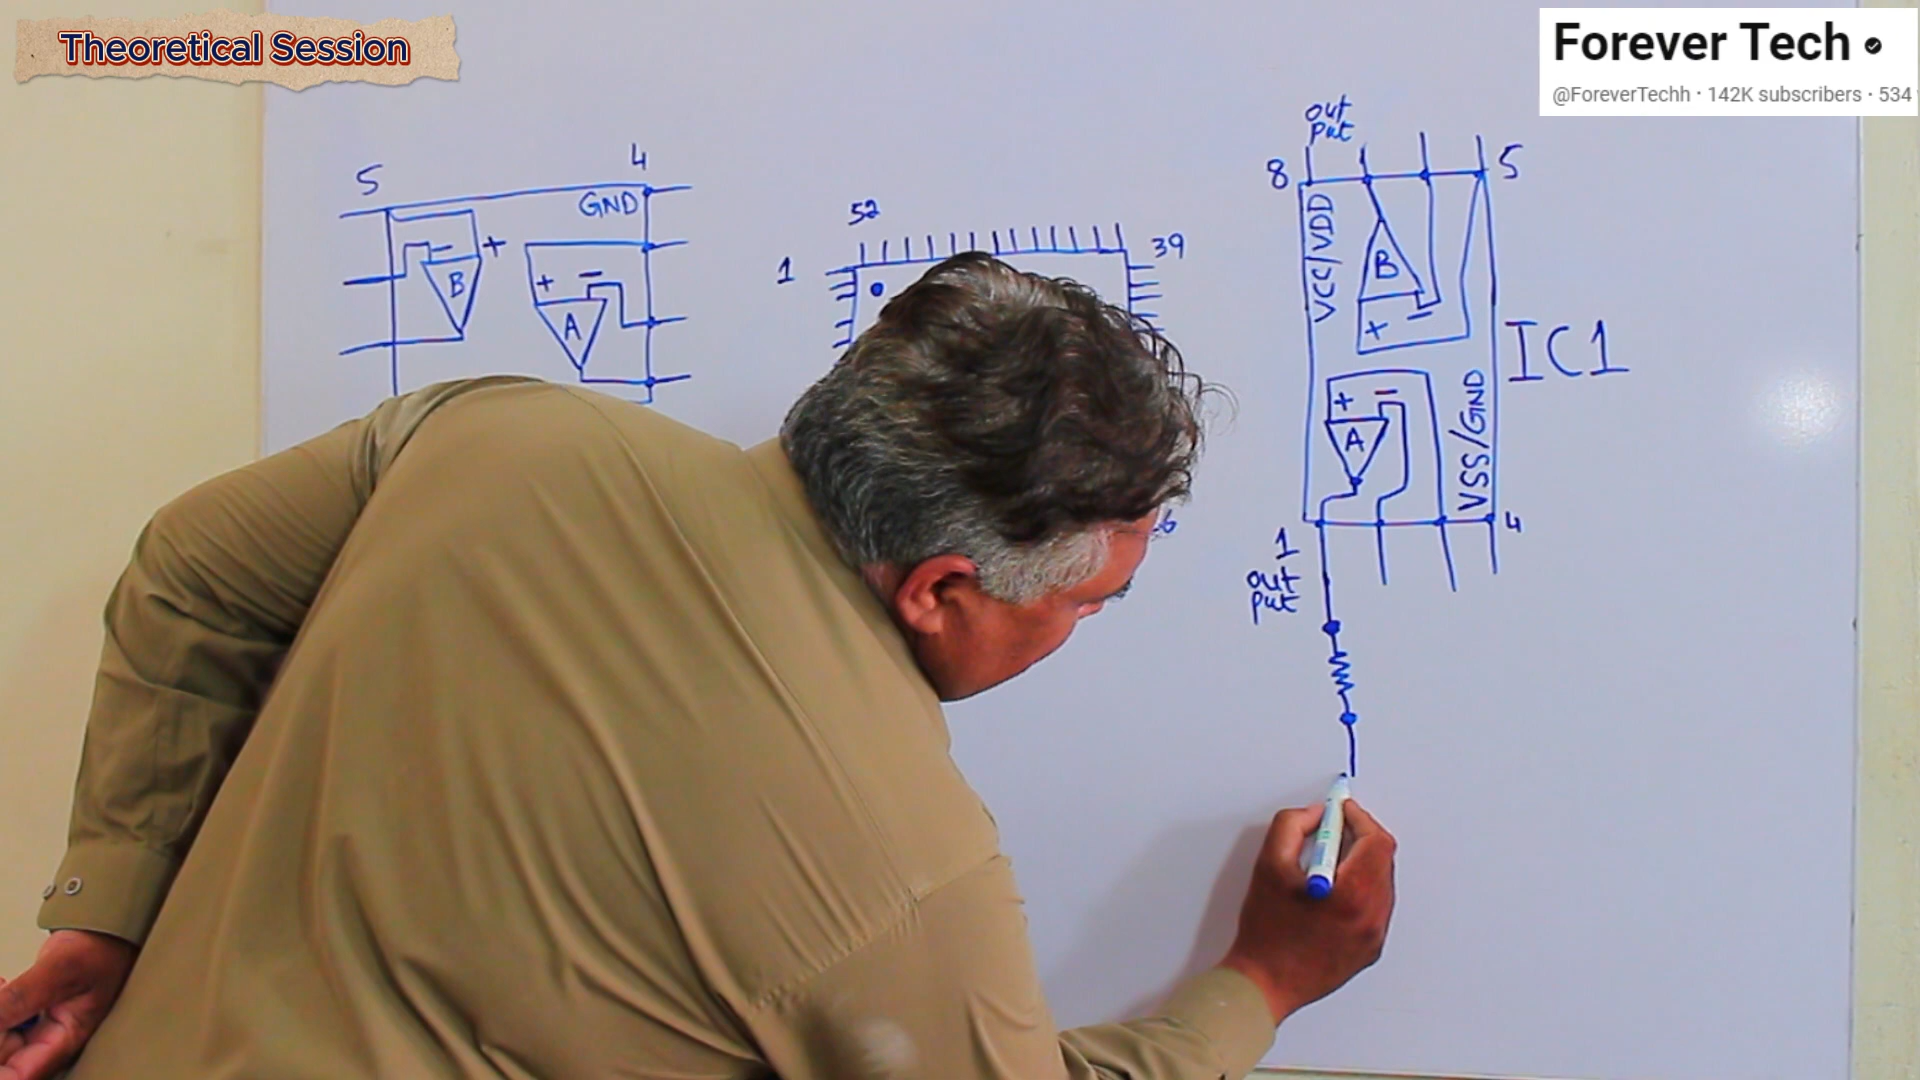 Theoretical Session
Forever Tech
@ForeverTechh · 142K subscribers · 534
5
4
GND
+
-
B
+
-
A
52
1
39
out
put
8
5
VCC/VDD
B
+
-
IC1
+
-
A
VSS/GND
1
4
out
put